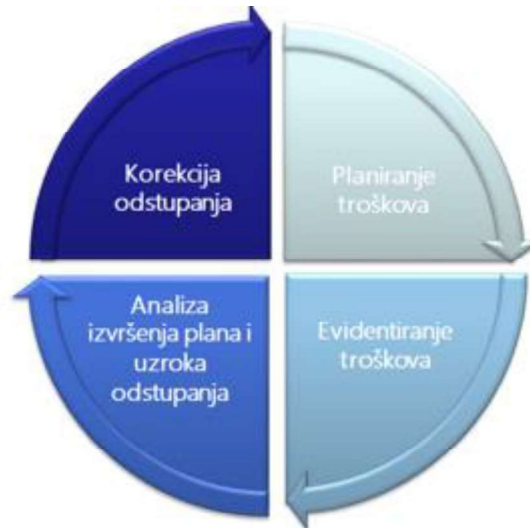 Korekcija
odstupanja
Planiranje
troškova
Analiza
izvršenja plana i
uzroka
odstupanja
Evidentiranje
troškova